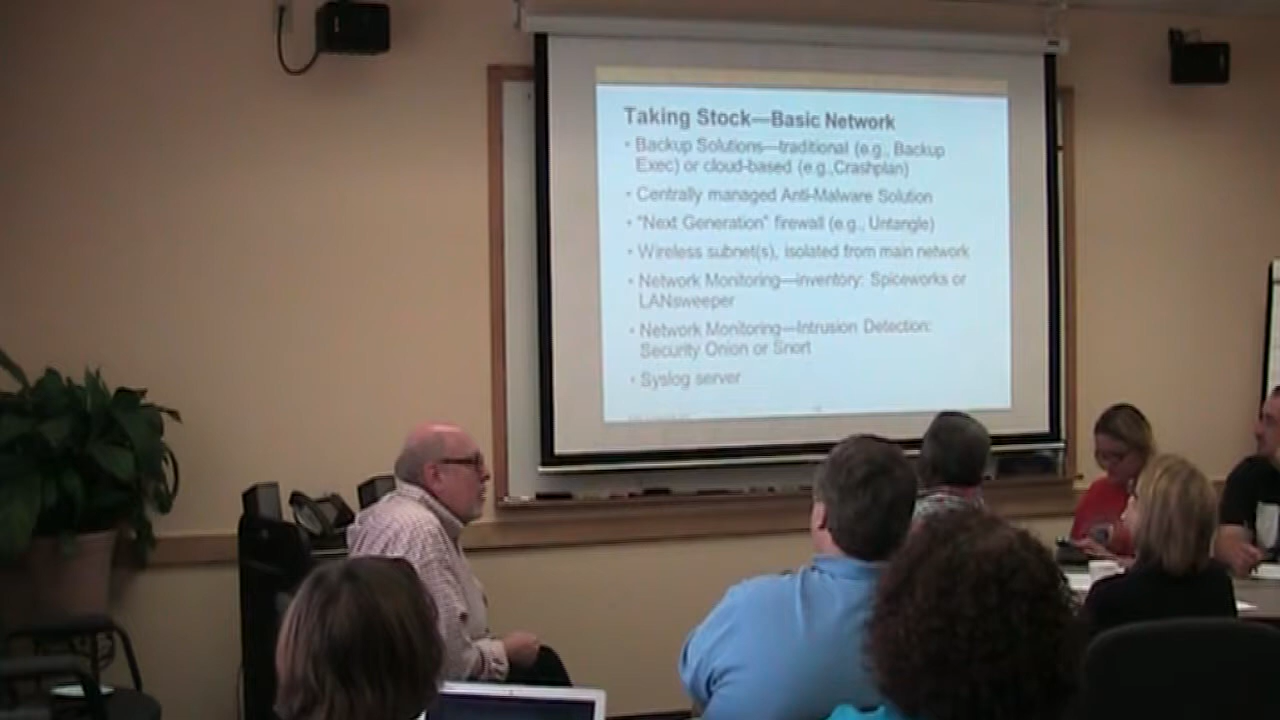 Taking Stock—Basic Network
• Backup Solutions—traditional (e.g., Backup
Exec) or cloud-based (e.g.,Crashplan)
• Centrally managed Anti-Malware Solution
• "Next Generation" firewall (e.g., Untangle)
• Wireless subnet(s), isolated from main network
• Network Monitoring—inventory: Spiceworks or
LANsweeper
• Network Monitoring—Intrusion Detection:
Security Onion or Snort
• Syslog server